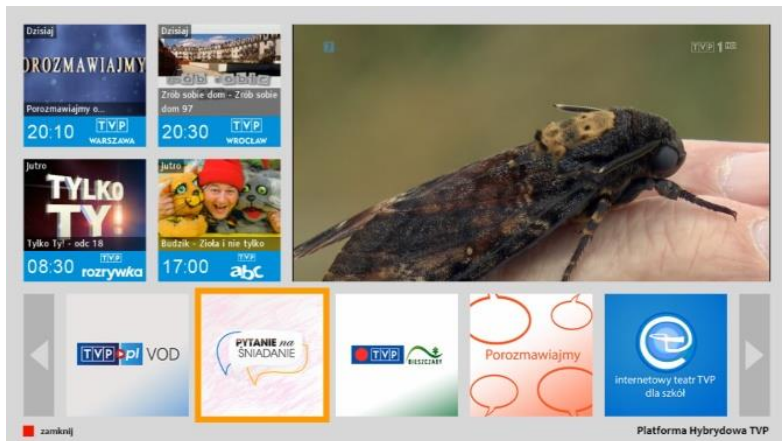 Dzisiaj
POROZMAWIAJMY
Porozmawiajmy o...
20:10 TVP WARSZAWA
Dzisiaj
Zrób sobie dom - Zrób sobie
dom 97
20:30 TVP WROCŁAW
Jutro
TYLKO
TY!
Tylko Ty! - odc 18
08:30 TVP rozrywka
Jutro
Budzik - Zioła i nie tylko
17:00 TVP abc
7
TVP 1 HD
TVP.pl VOD
PYTANIE na
ŚNIADANIE
TVP BIESZCZADY
Porozmawiajmy
internetowy teatr TVP
dla szkół
zamknij
Platforma Hybrydowa TVP